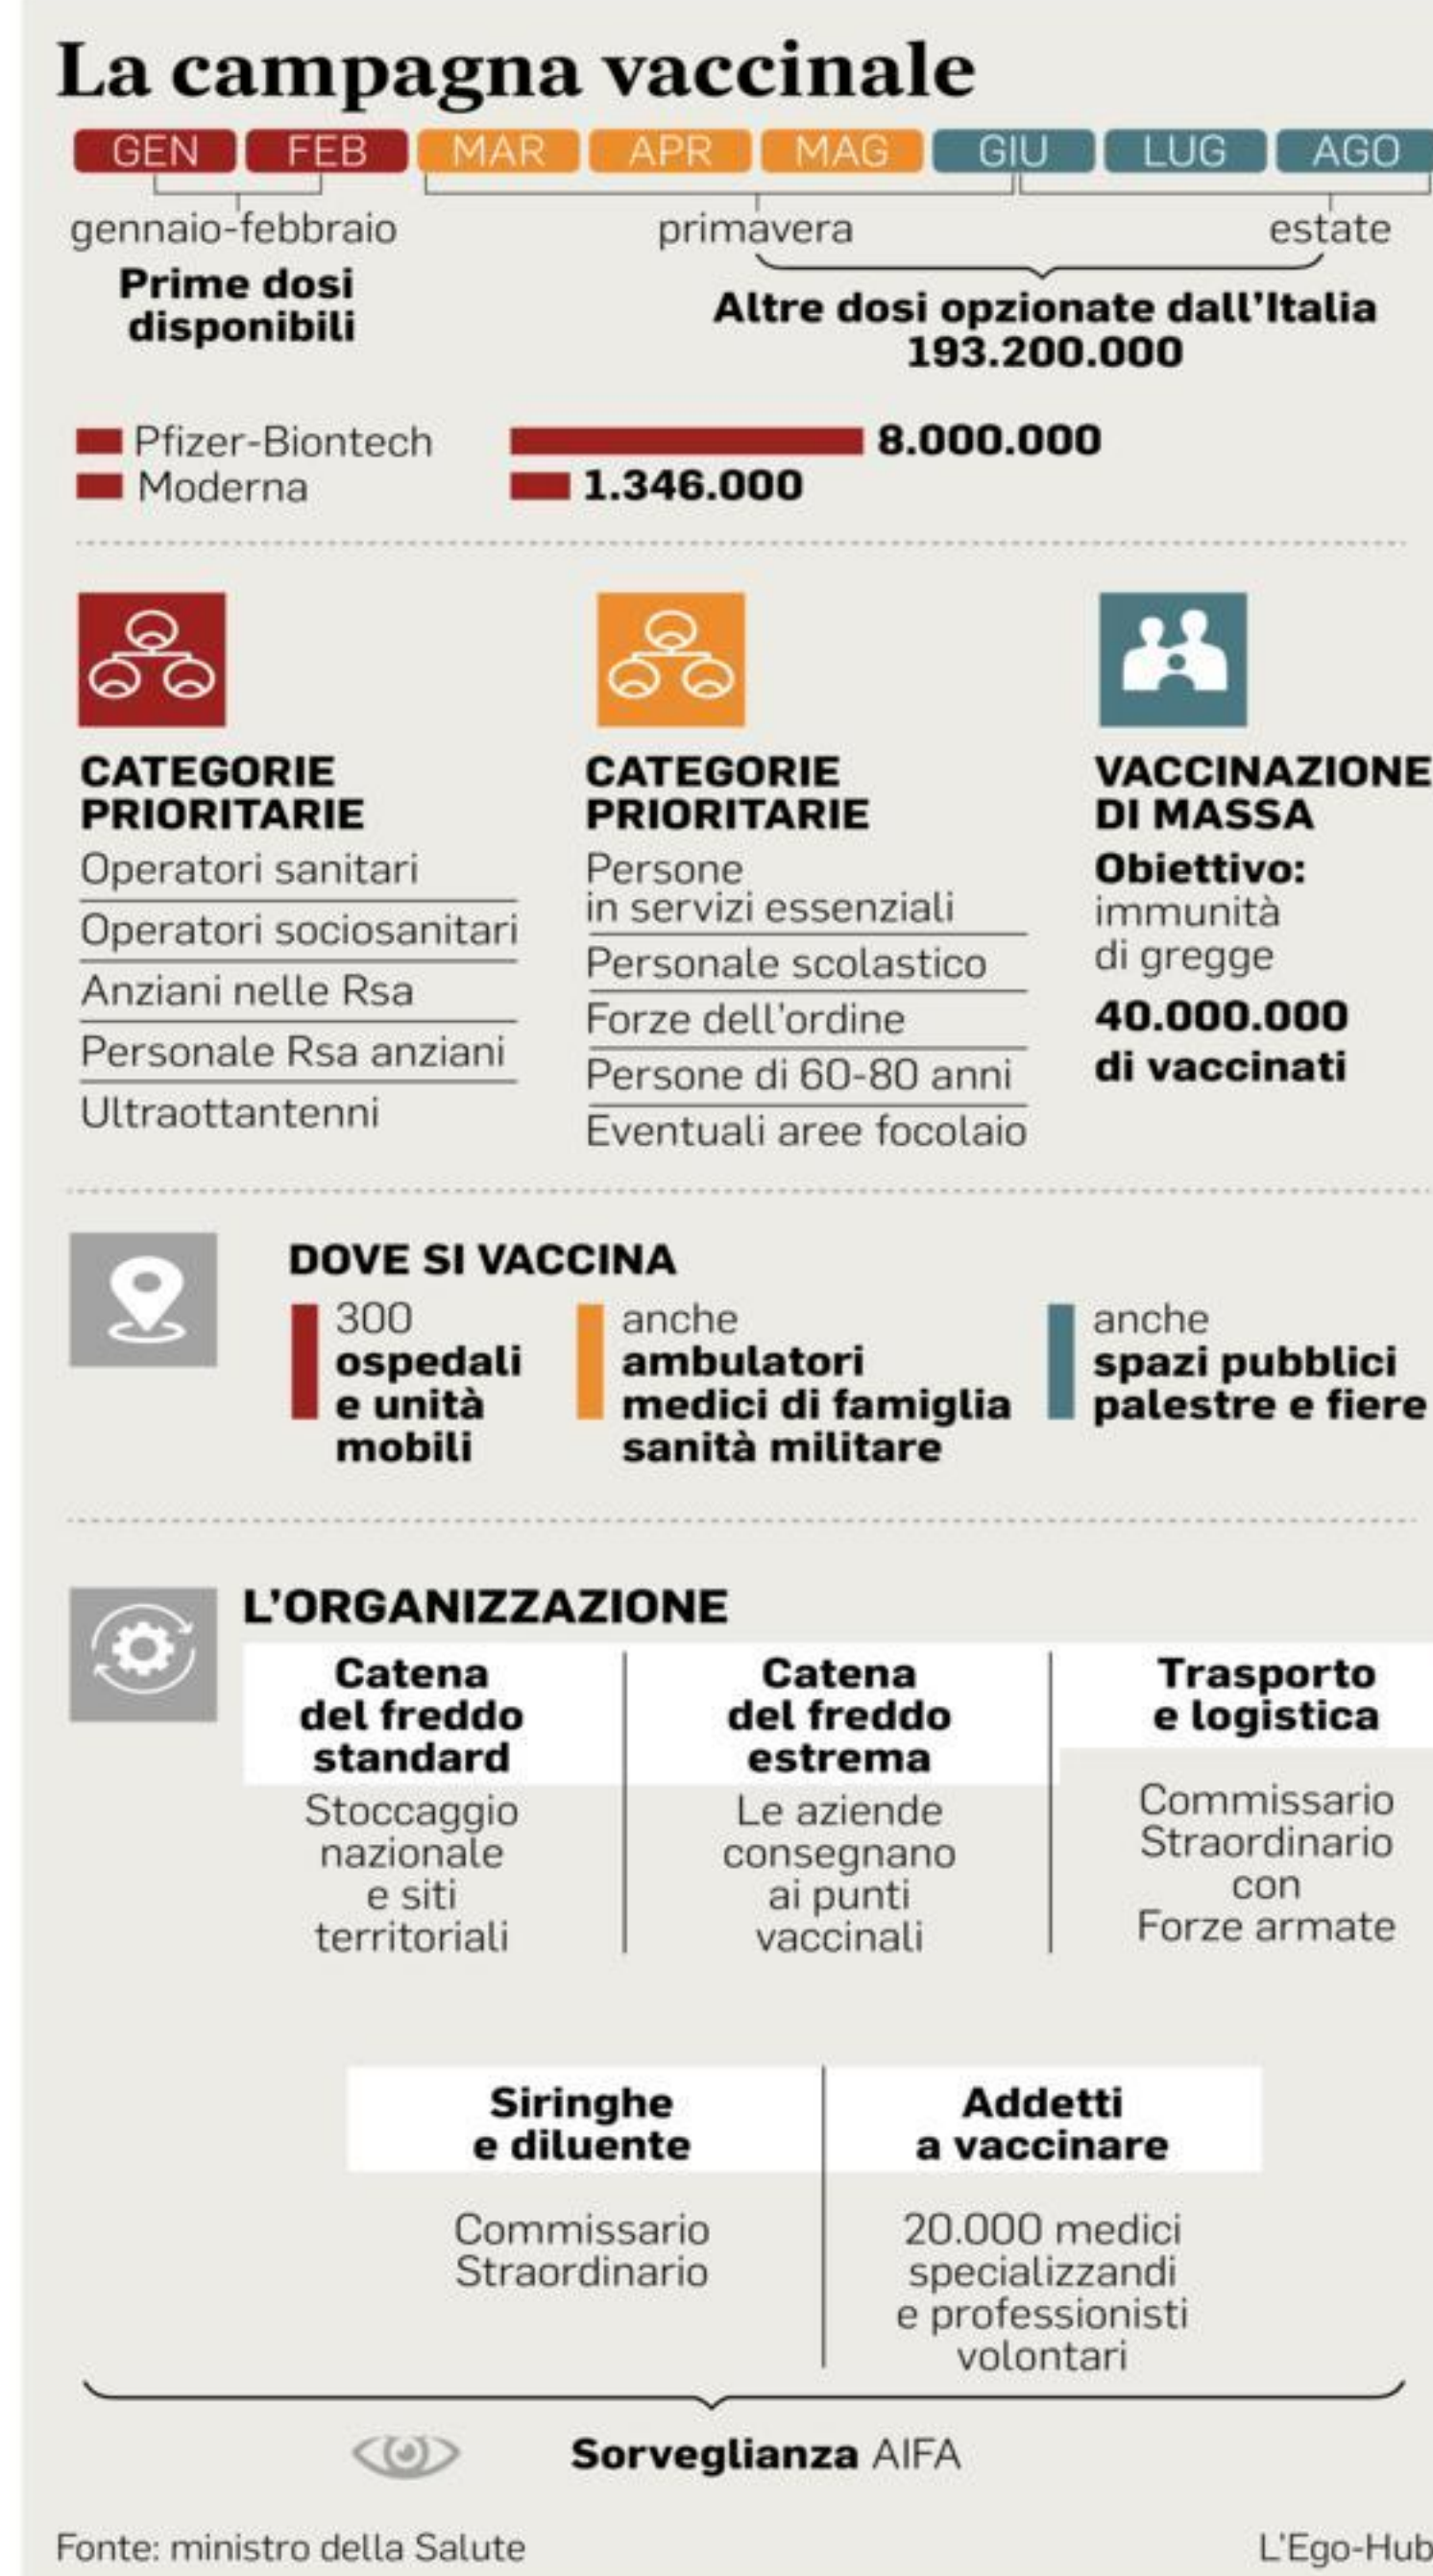 La campagna vaccinale
GEN FEB MAR APR MAG GIU LUG AGO
gennaio-febbraio
Prime dosi
disponibili
primavera
estate
Altre dosi opzionate dall'Italia
193.200.000
Pfizer-Biontech 8.000.000
Moderna 1.346.000
CATEGORIE
PRIORITARIE
Operatori sanitari
Operatori sociosanitari
Anziani nelle Rsa
Personale Rsa anziani
Ultraottantenni
CATEGORIE
PRIORITARIE
Persone
in servizi essenziali
Personale scolastico
Forze dell'ordine
Persone di 60-80 anni
Eventuali aree focolaio
VACCINAZIONE
DI MASSA
Obiettivo:
immunità
di gregge
40.000.000
di vaccinati
DOVE SI VACCINA
300
ospedali
e unità
mobili
anche
ambulatori
medici di famiglia
sanità militare
anche
spazi pubblici
palestre e fiere
L'ORGANIZZAZIONE
Catena
del freddo
standard
Stoccaggio
nazionale
e siti
territoriali
Catena
del freddo
estrema
Le aziende
consegnano
ai punti
vaccinali
Trasporto
e logistica
Commissario
Straordinario
con
Forze armate
Siringhe
e diluente
Commissario
Straordinario
Addetti
a vaccinare
20.000 medici
specializzandi
e professionisti
volontari
Sorveglianza AIFA
Fonte: ministro della Salute
L'Ego-Hub